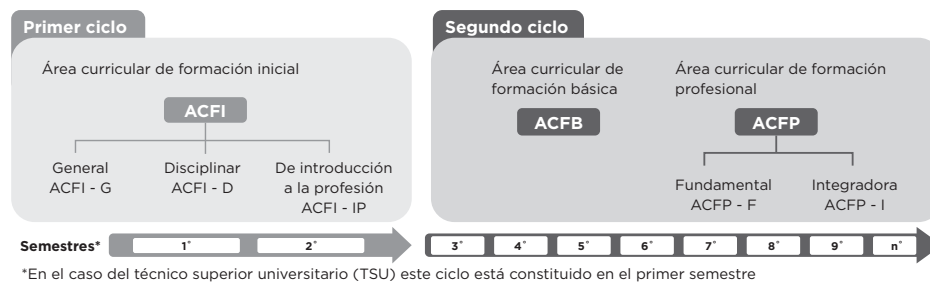 Primer ciclo
Área curricular de formación inicial
ACFI
General
ACFI - G
Disciplinar
ACFI - D
De introducción
a la profesión
ACFI - IP
Segundo ciclo
Área curricular de
formación básica
ACFB
Área curricular de formación
profesional
ACFP
Fundamental
ACFP - F
Integradora
ACFP - I
Semestres* 1° 2° 3° 4° 5° 6° 7° 8° 9° n°
*En el caso del técnico superior universitario (TSU) este ciclo está constituido en el primer semestre